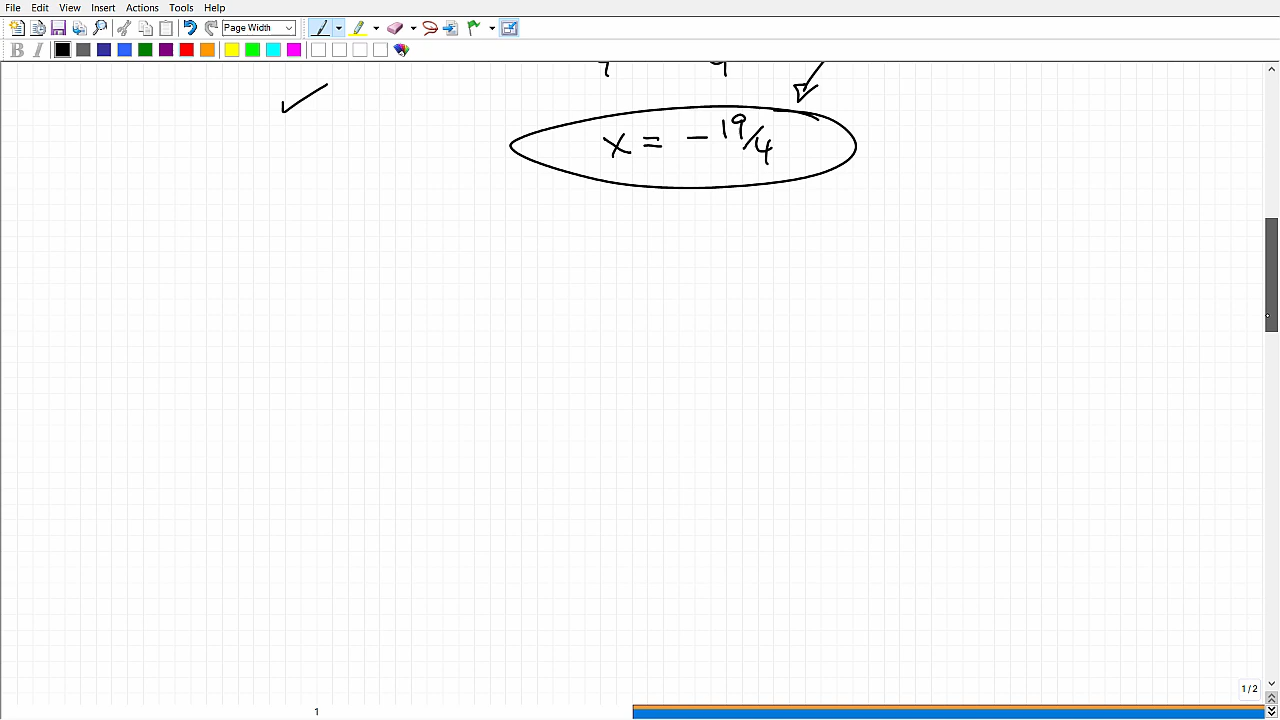 File Edit View Insert Actions Tools Help
Page Width
B I
x = - 19/4
1 / 2
1